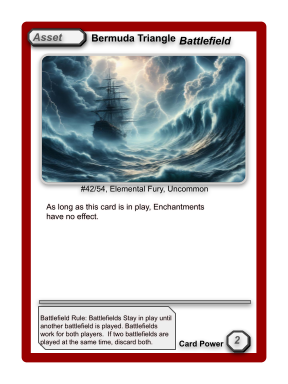 Asset Bermuda Triangle Battlefield
#42/54, Elemental Fury, Uncommon
As long as this card is in play, Enchantments
have no effect.
Battlefield Rule: Battlefields Stay in play until
another battlefield is played. Battlefields
work for both players. If two battlefields are
played at the same time, discard both.
Card Power 2